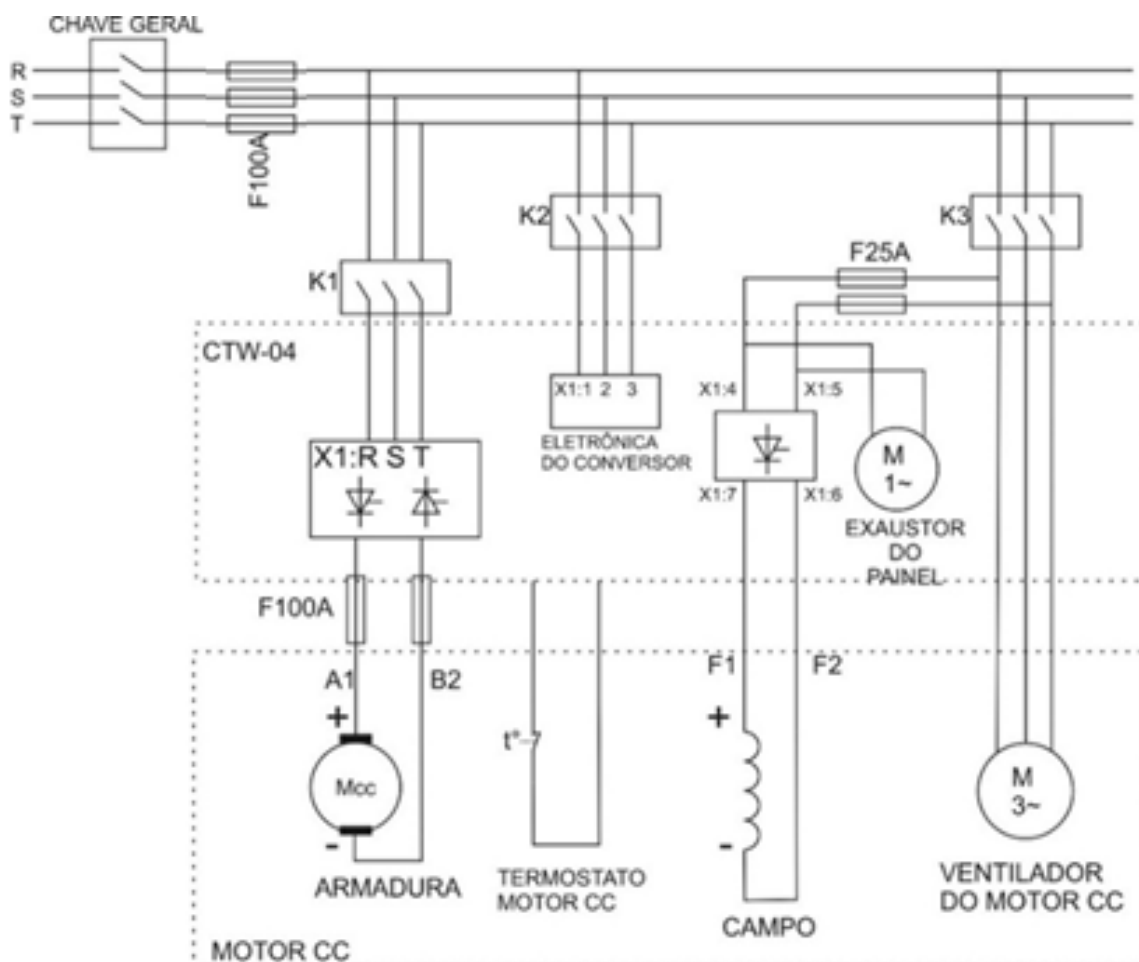 CHAVE GERAL
R
S
T
F100A
K1
K2
K3
F25A
CTW-04
X1:1 2 3
ELETRÔNICA
DO CONVERSOR
X1:4
X1:5
X1:7
X1:6
M
1~
EXAUSTOR
DO
PAINEL
X1:R S T
F100A
A1
B2
+
Mcc
-
ARMADURA
t°
TERMOSTATO
MOTOR CC
F1
F2
+
-
CAMPO
M
3~
VENTILADOR
DO MOTOR CC
MOTOR CC